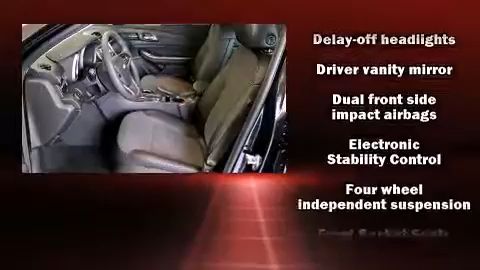 Delay-off headlights
Driver vanity mirror
Dual front side
impact airbags
Electronic
Stability Control
Four wheel
independent suspension